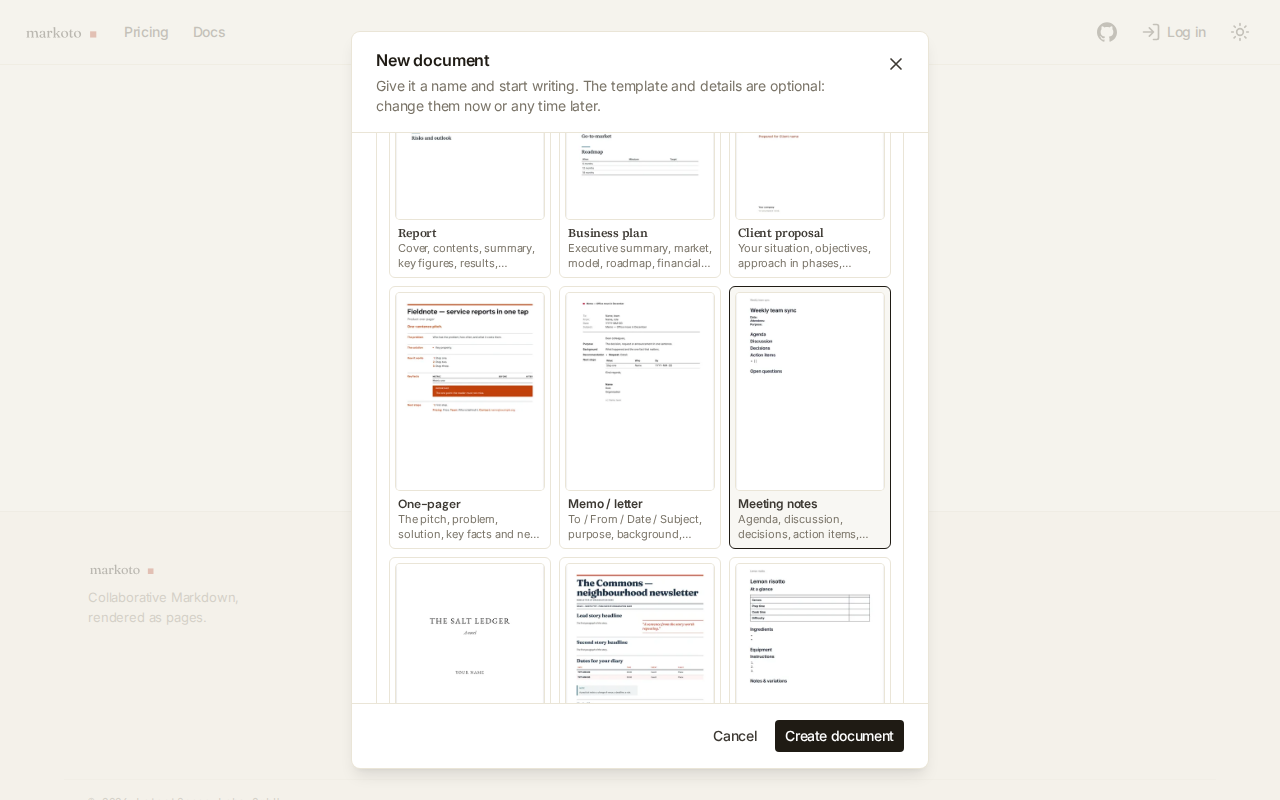 markoto
Pricing
Docs
Log in
New document
Give it a name and start writing. The template and details are optional:
change them now or any time later.
Risks and outlook
Go to market
Roadmap
Report
Cover, contents, summary,
key figures, results,...
Business plan
Executive summary, market,
model, roadmap, financial...
Client proposal
Your situation, objectives,
approach in phases,...
Fieldnote — service reports in one tap
One-pager
The pitch, problem,
solution, key facts and ne...
Memo / letter
To / From / Date / Subject,
purpose, background,...
Weekly team sync
Agenda
Discussion
Decisions
Action items
Open questions
Meeting notes
Agenda, discussion,
decisions, action items,...
THE SALT LEDGER
A novel
YOUR NAME
The Commons —
neighbourhood newsletter
Lead story headline
Second story headline
Dates for your diary
Lemon risotto
At a glance
Ingredients
Equipment
Instructions
Notes & variations
markoto
Collaborative Markdown,
rendered as pages.
Cancel
Create document